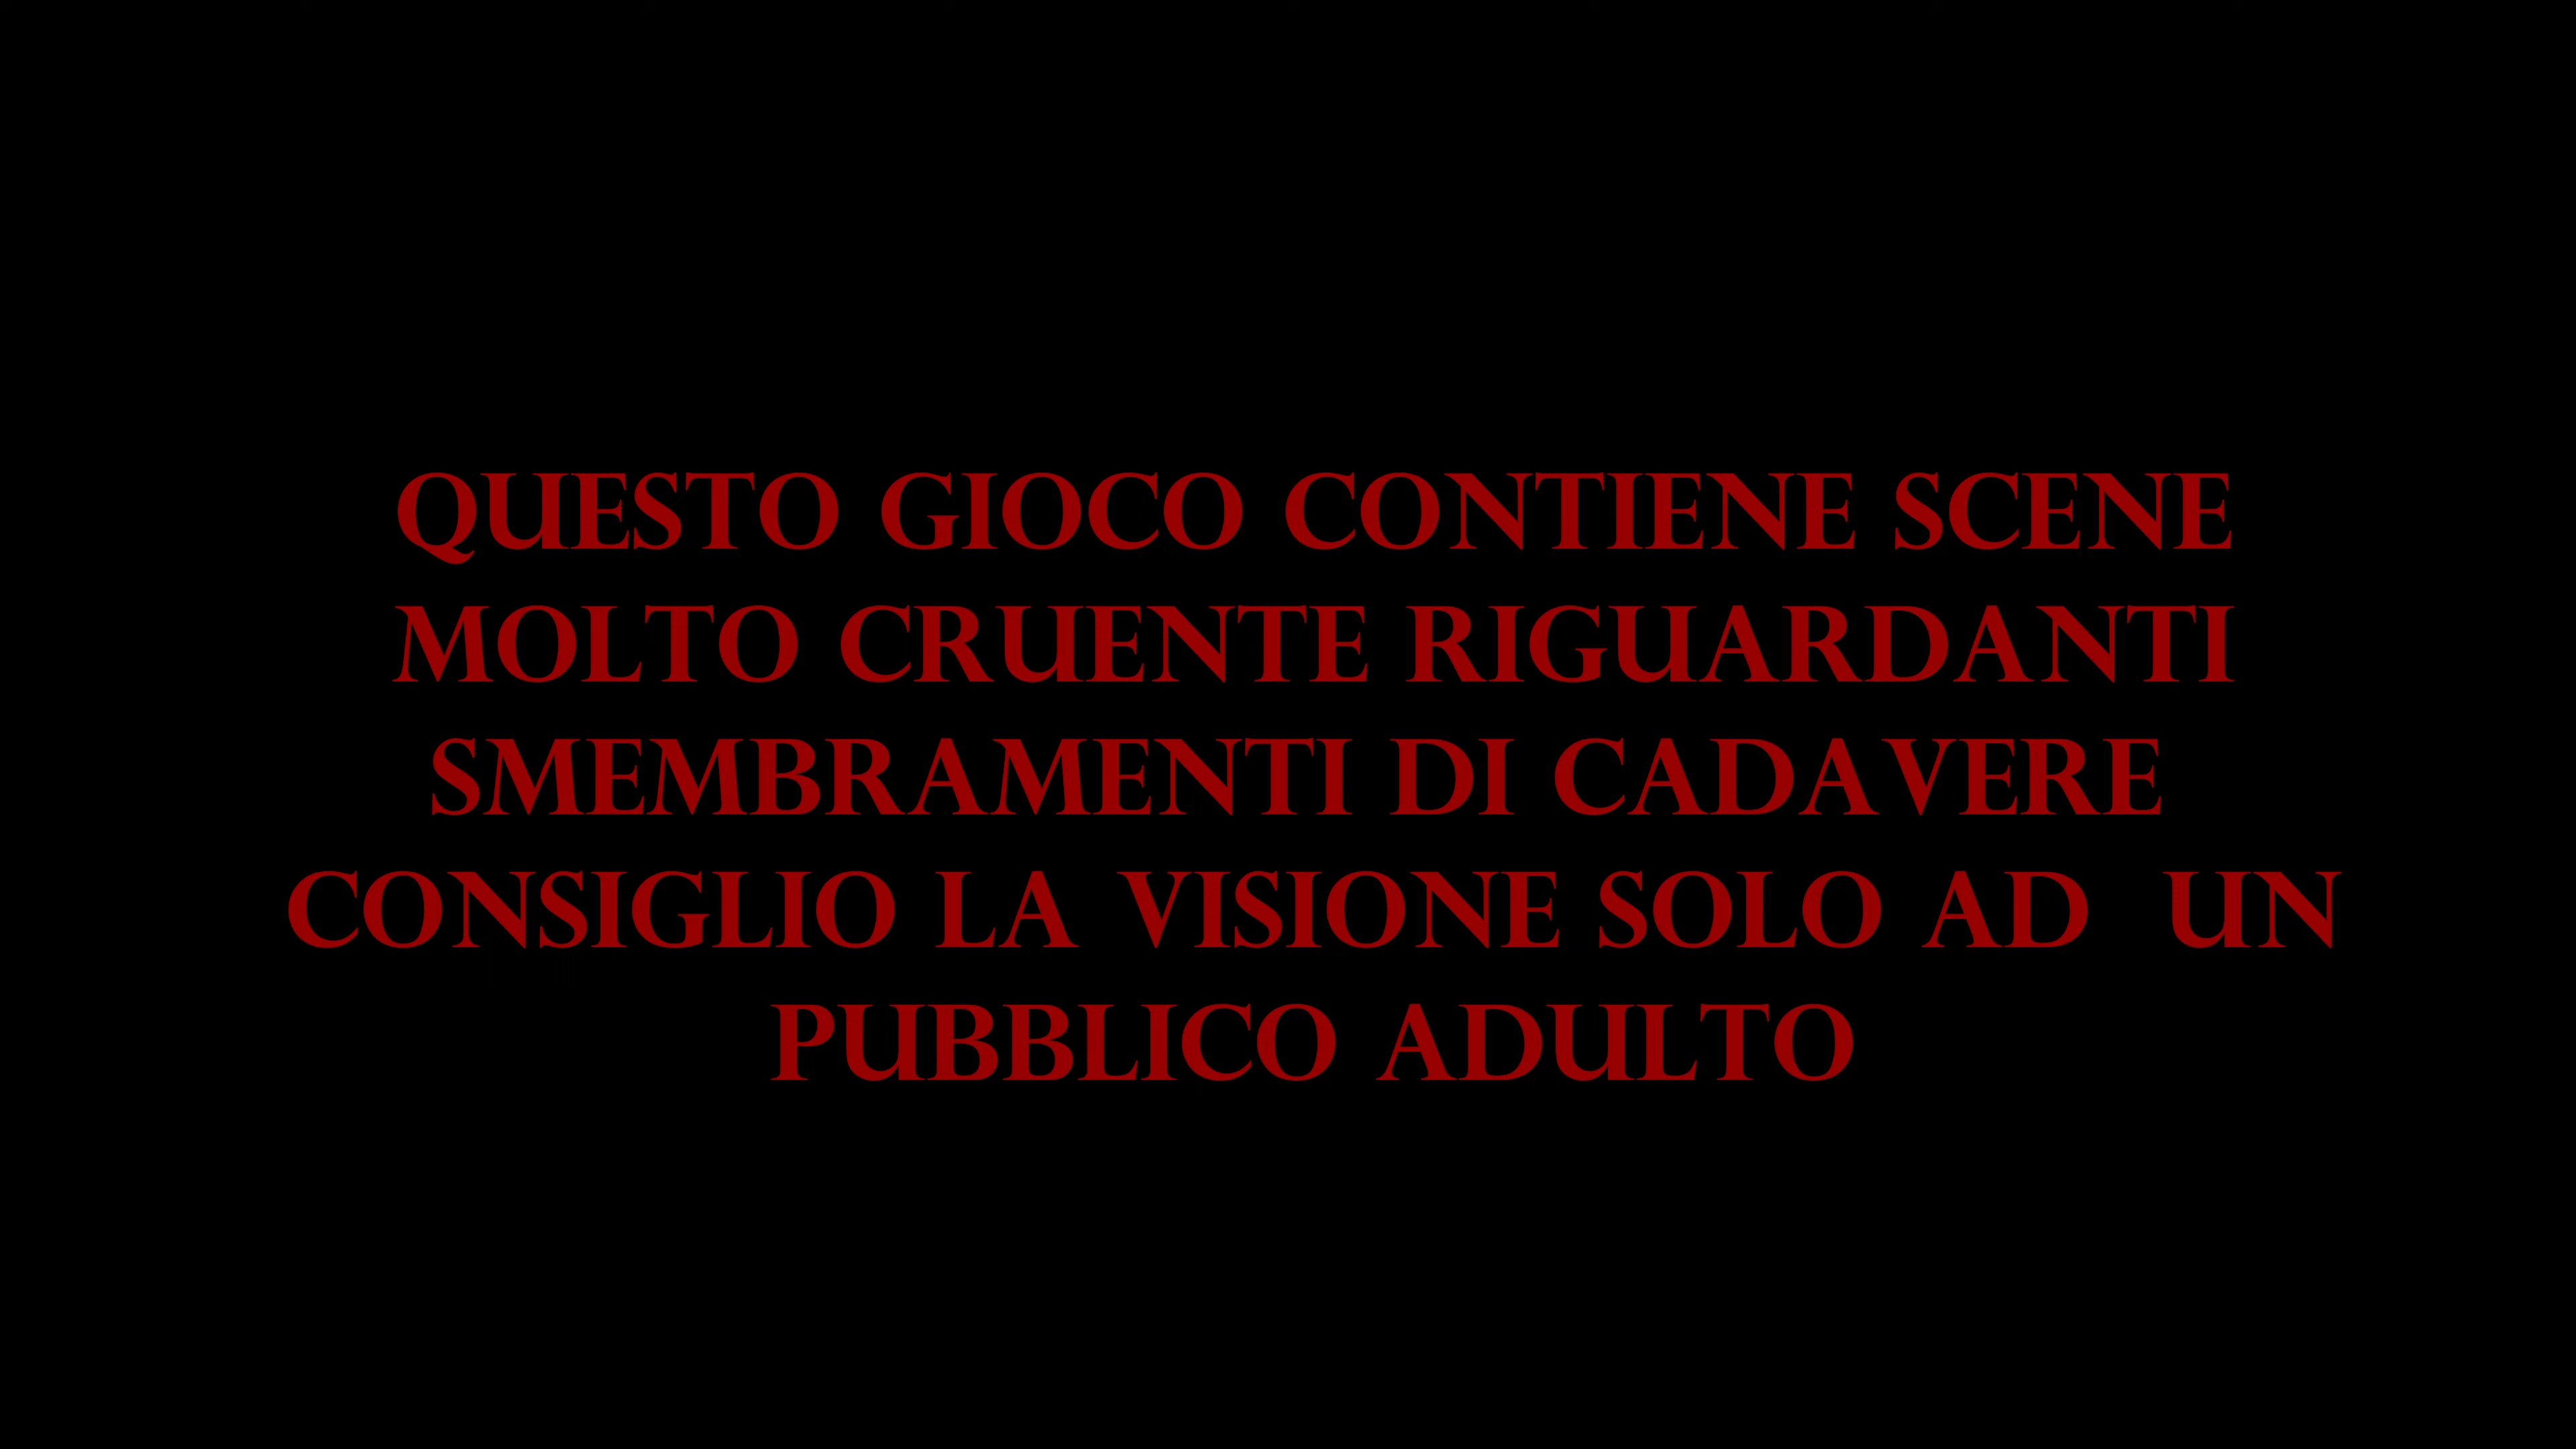 QUESTO GIOCO CONTIENE SCENE
MOLTO CRUENTE RIGUARDANTI
SMEMBRAMENTI DI CADAVERE
CONSIGLIO LA VISIONE SOLO AD UN
PUBBLICO ADULTO